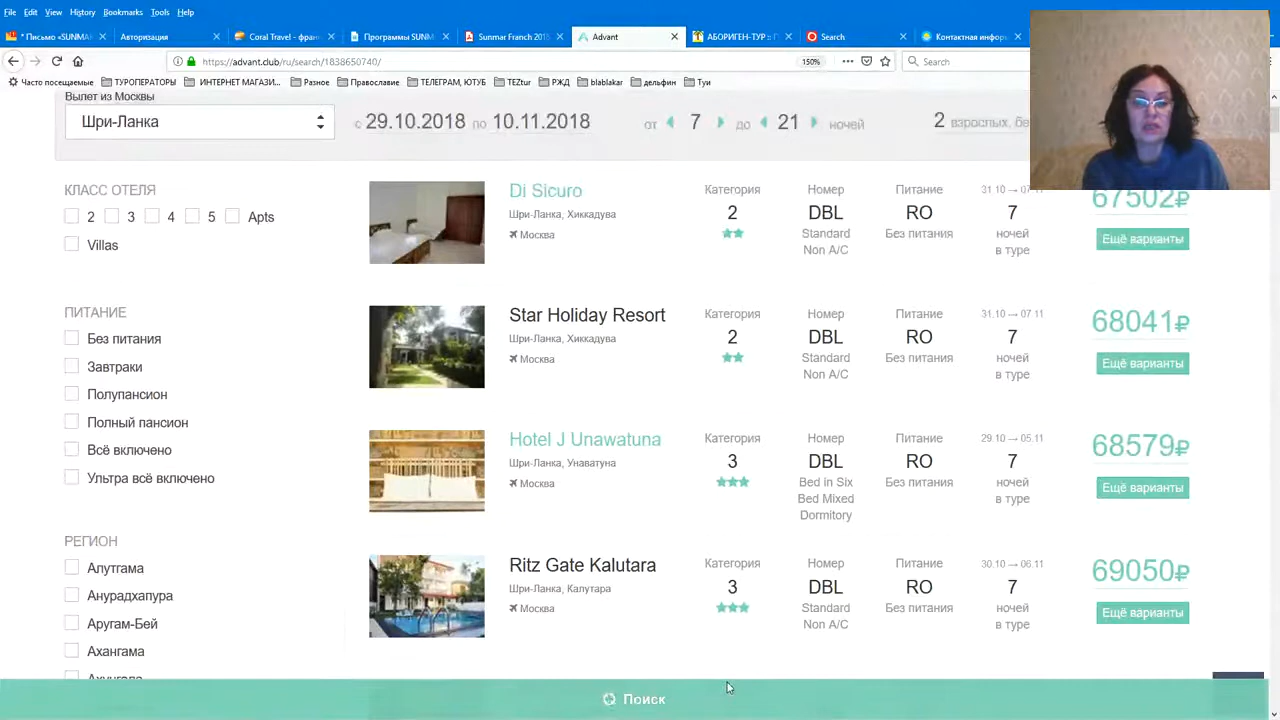 File Edit View History Bookmarks Tools Help
* Письмо «SUNMA
Авторизация
Coral Travel - фран
Программы SUNM
Sunmar Franch 2018
Advant
АБОРИГЕН-ТУР ::
Search
Контактная инфор
https://advant.club/ru/search/1838650740/
150%
Search
Часто посещаемые ТУРОПЕРАТОРЫ ИНТЕРНЕТ МАГАЗИ... Разное Православие ТЕЛЕГРАМ, ЮТУБ TEZtur РЖД blablakar дельфин Туи
Вылет из Москвы
Шри-Ланка
с 29.10.2018 по 10.11.2018
от 7 до 21 ночей
2 взрослых, бе
КЛАСС ОТЕЛЯ
2 3 4 5 Apts
Villas
ПИТАНИЕ
Без питания
Завтраки
Полупансион
Полный пансион
Всё включено
Ультра всё включено
РЕГИОН
Алутгама
Анурадхапура
Аругам-Бей
Ахангама
Ахунгала
Di Sicuro
Шри-Ланка, Хиккадува
Москва
Категория
2
Номер
DBL
Standard
Non A/C
Питание
RO
Без питания
31.10 → 07.11
7
ночей
в туре
67502₽
Ещё варианты
Star Holiday Resort
Шри-Ланка, Хиккадува
Москва
Категория
2
Номер
DBL
Standard
Non A/C
Питание
RO
Без питания
31.10 → 07.11
7
ночей
в туре
68041₽
Ещё варианты
Hotel J Unawatuna
Шри-Ланка, Унаватуна
Москва
Категория
3
Номер
DBL
Bed in Six
Bed Mixed
Dormitory
Питание
RO
Без питания
29.10 → 05.11
7
ночей
в туре
68579₽
Ещё варианты
Ritz Gate Kalutara
Шри-Ланка, Калутара
Москва
Категория
3
Номер
DBL
Standard
Non A/C
Питание
RO
Без питания
30.10 → 06.11
7
ночей
в туре
69050₽
Ещё варианты
Поиск